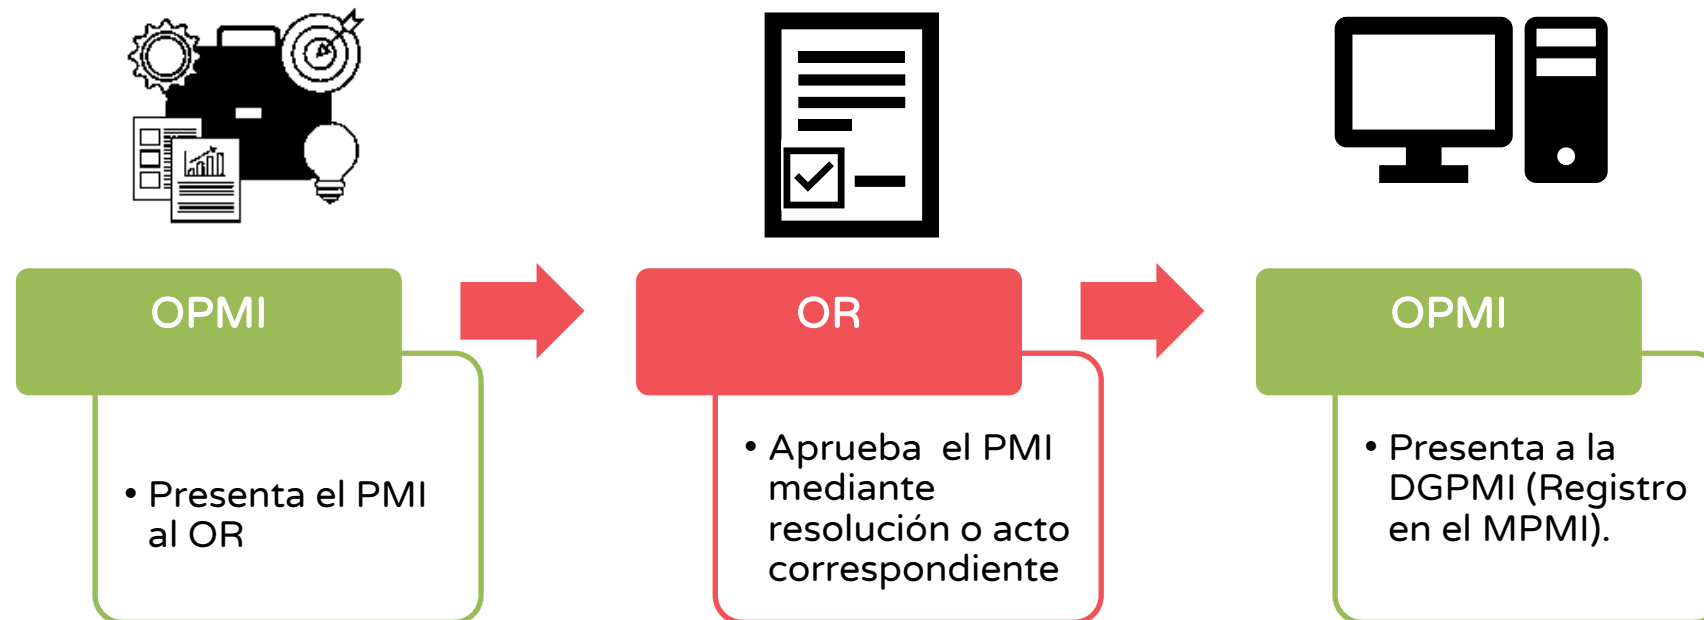 OPMI
• Presenta el PMI
al OR
OR
• Aprueba el PMI
mediante
resolución o acto
correspondiente
OPMI
• Presenta a la
DGPMI (Registro
en el MPMI).